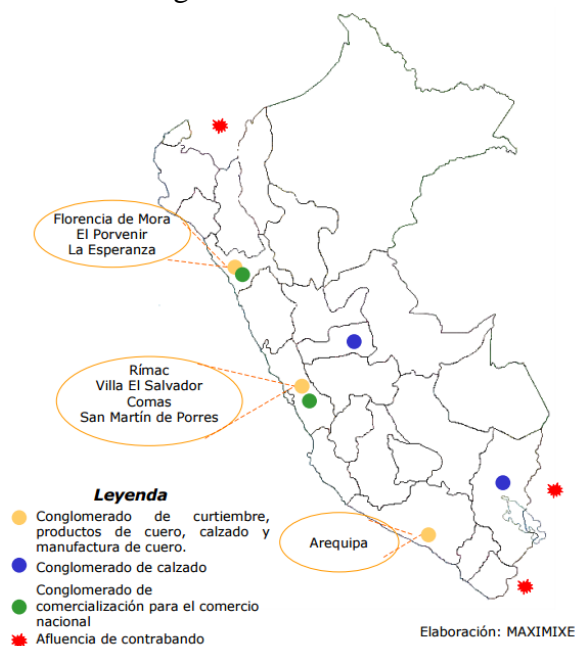 Florencia de Mora
El Porvenir
La Esperanza
Rímac
Villa El Salvador
Comas
San Martín de Porres
Arequipa
Leyenda
Conglomerado de curtiembre,
productos de cuero, calzado y
manufactura de cuero.
Conglomerado de calzado
Conglomerado de
comercialización para el comercio
nacional
Afluencia de contrabando
Elaboración: MAXIMIXE